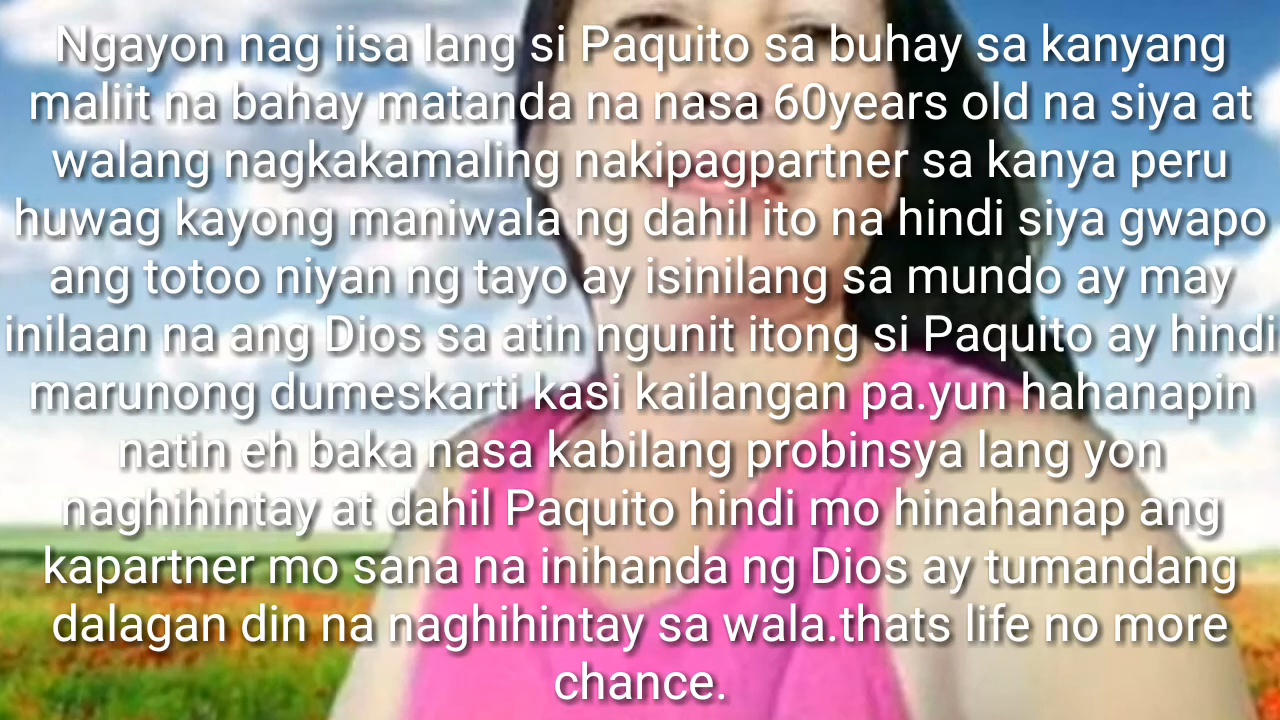 Ngayon nag iisa lang si Paquito sa buhay sa kanyang
maliit na bahay matanda na nasa 60years old na siya at
walang nagkakamaling nakipagpartner sa kanya peru
huwag kayong maniwala ng dahil ito na hindi siya gwapo
ang totoo niyan ng tayo ay isinilang sa mundo ay may
inilaan na ang Dios sa atin ngunit itong si Paquito ay hindi
marunong dumeskarti kasi kailangan pa.yun hahanapin
natin eh baka nasa kabilang probinsya lang yon
naghihintay at dahil Paquito hindi mo hinahanap ang
kapartner mo sana na inihanda ng Dios ay tumandang
dalagan din na naghihintay sa wala.thats life no more
chance.